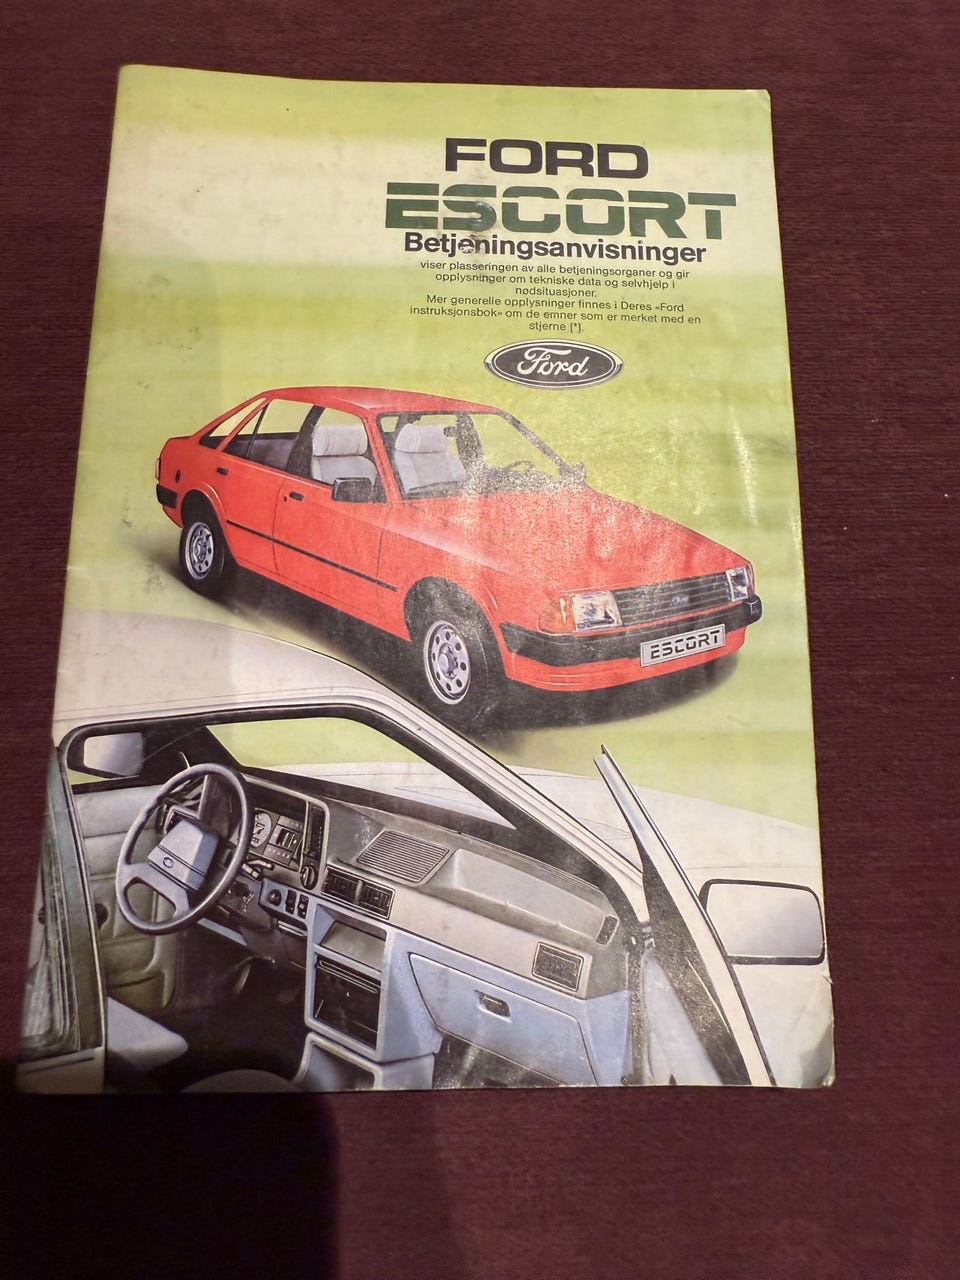 FORD
ESCORT
Betjeningsanvisninger
viser plasseringen av alle betjeningsorganer og gir
opplysninger om tekniske data og selvhjelp i
nødsituasjoner.
Mer generelle opplysninger finnes i Deres «Ford
instruksjonsbok» om de emner som er merket med en
stjerne [*].
Ford
ESCORT